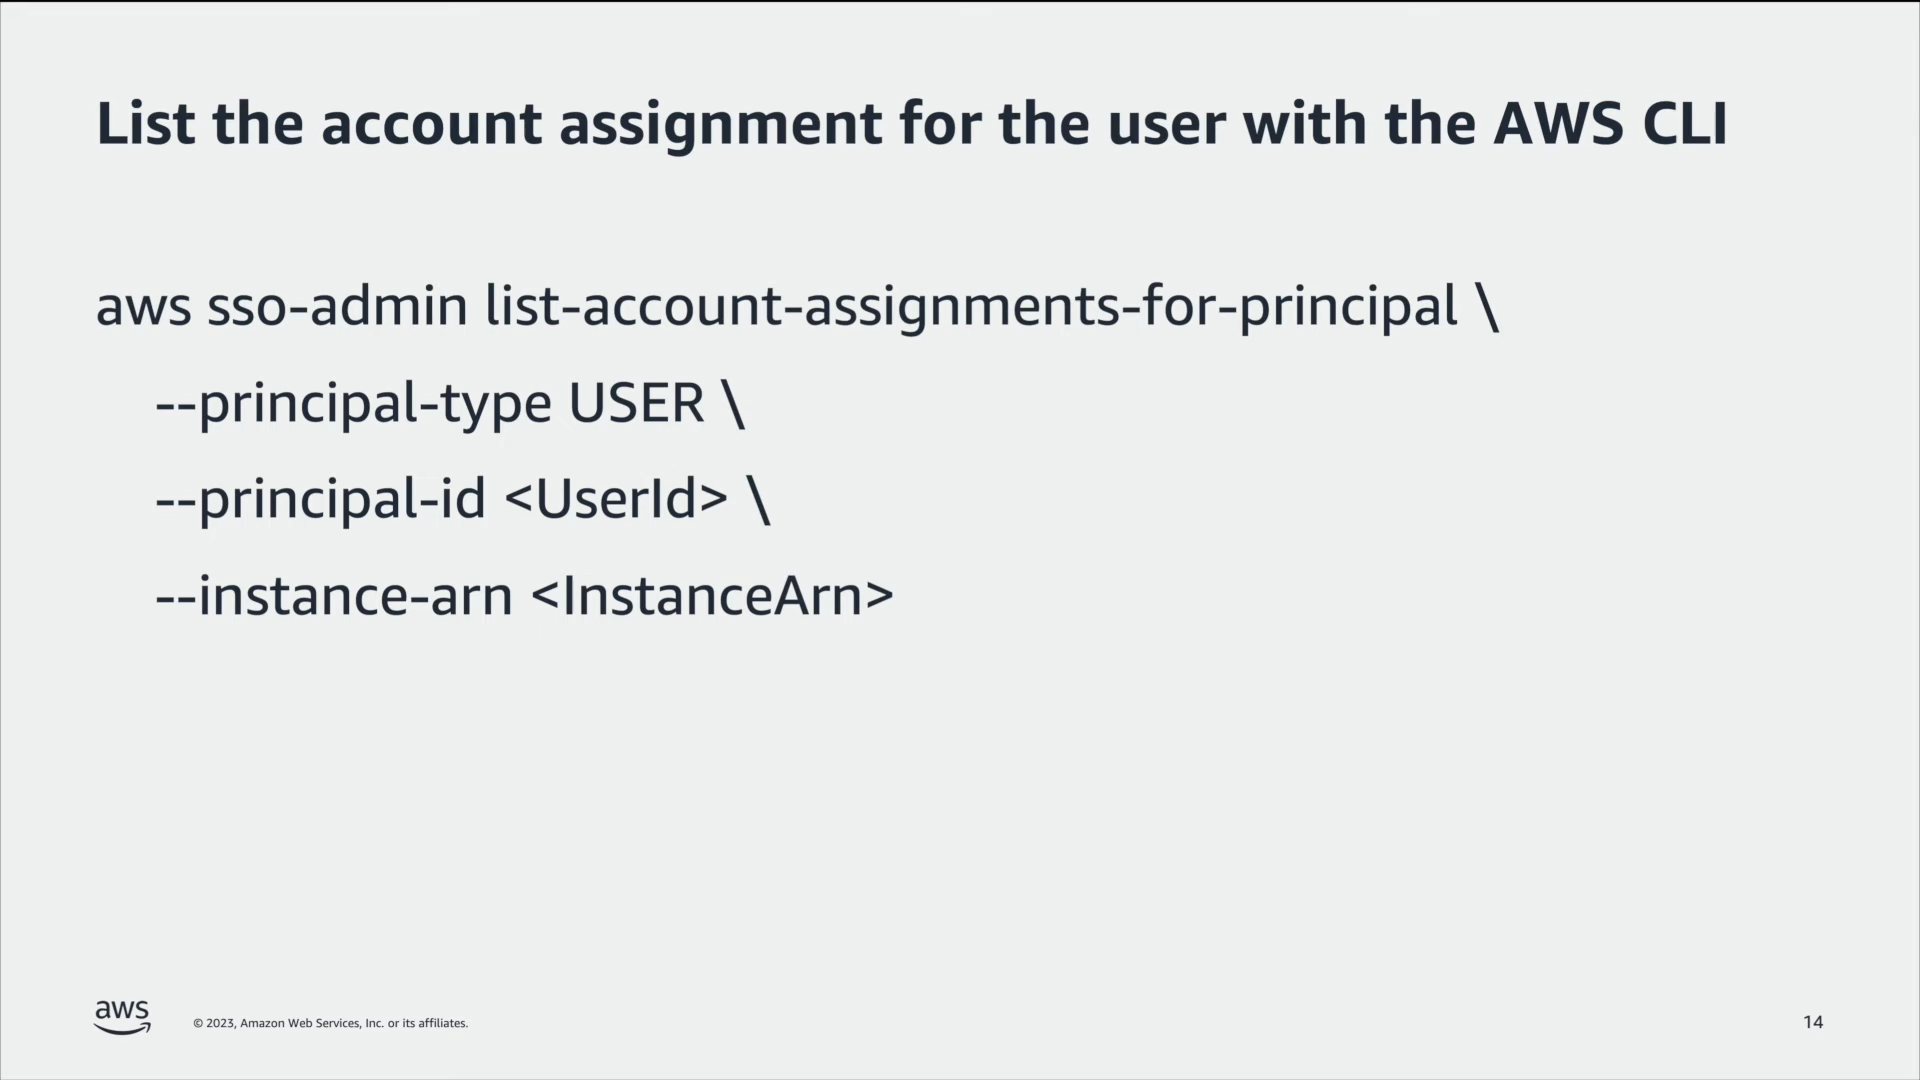 List the account assignment for the user with the AWS CLI
aws sso-admin list-account-assignments-for-principal \
--principal-type USER \
--principal-id <UserId> \
--instance-arn <InstanceArn>
aws
© 2023, Amazon Web Services, Inc. or its affiliates.
14